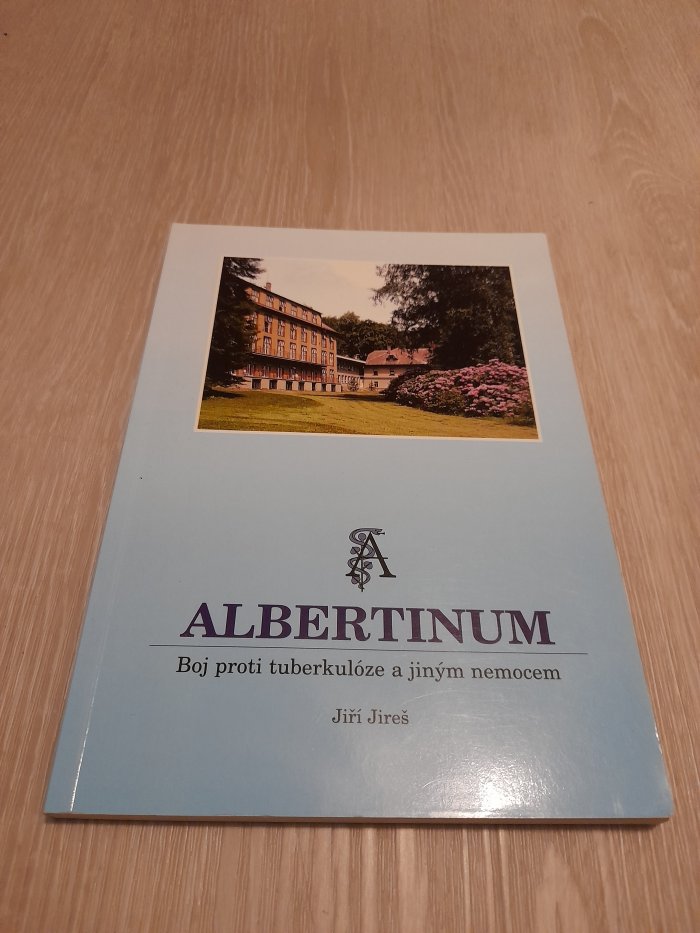 A
ALBERTINUM
Boj proti tuberkulóze a jiným nemocem
Jiří Jireš